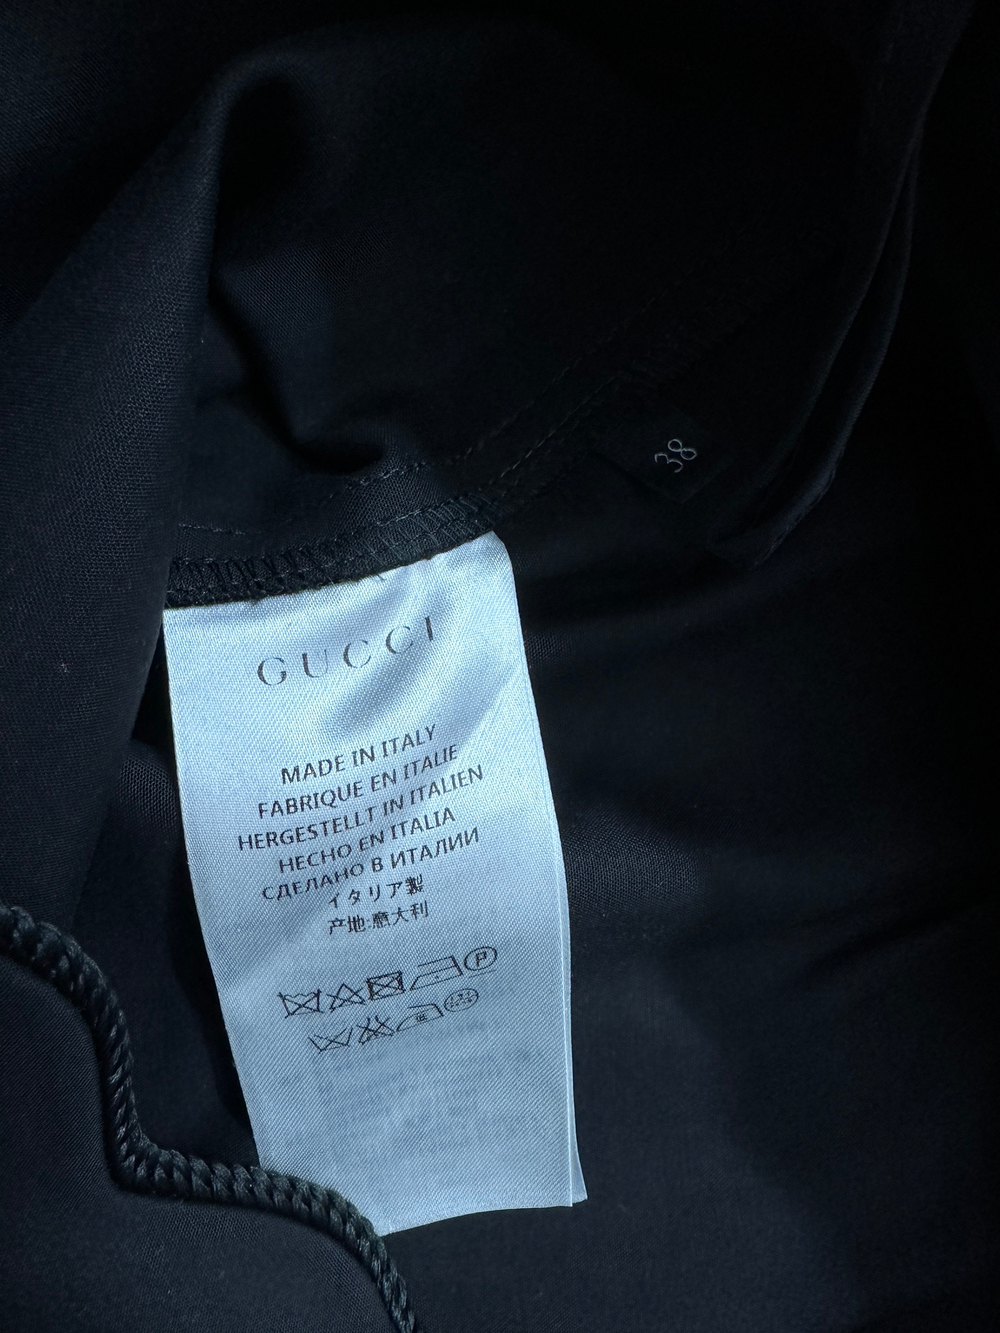 38
GUCCI
MADE IN ITALY
FABRIQUE EN ITALIE
HERGESTELLT IN ITALIEN
HECHO EN ITALIA
СДЕЛАНО В ИТАЛИИ
イタリア製
产地:意大利
P